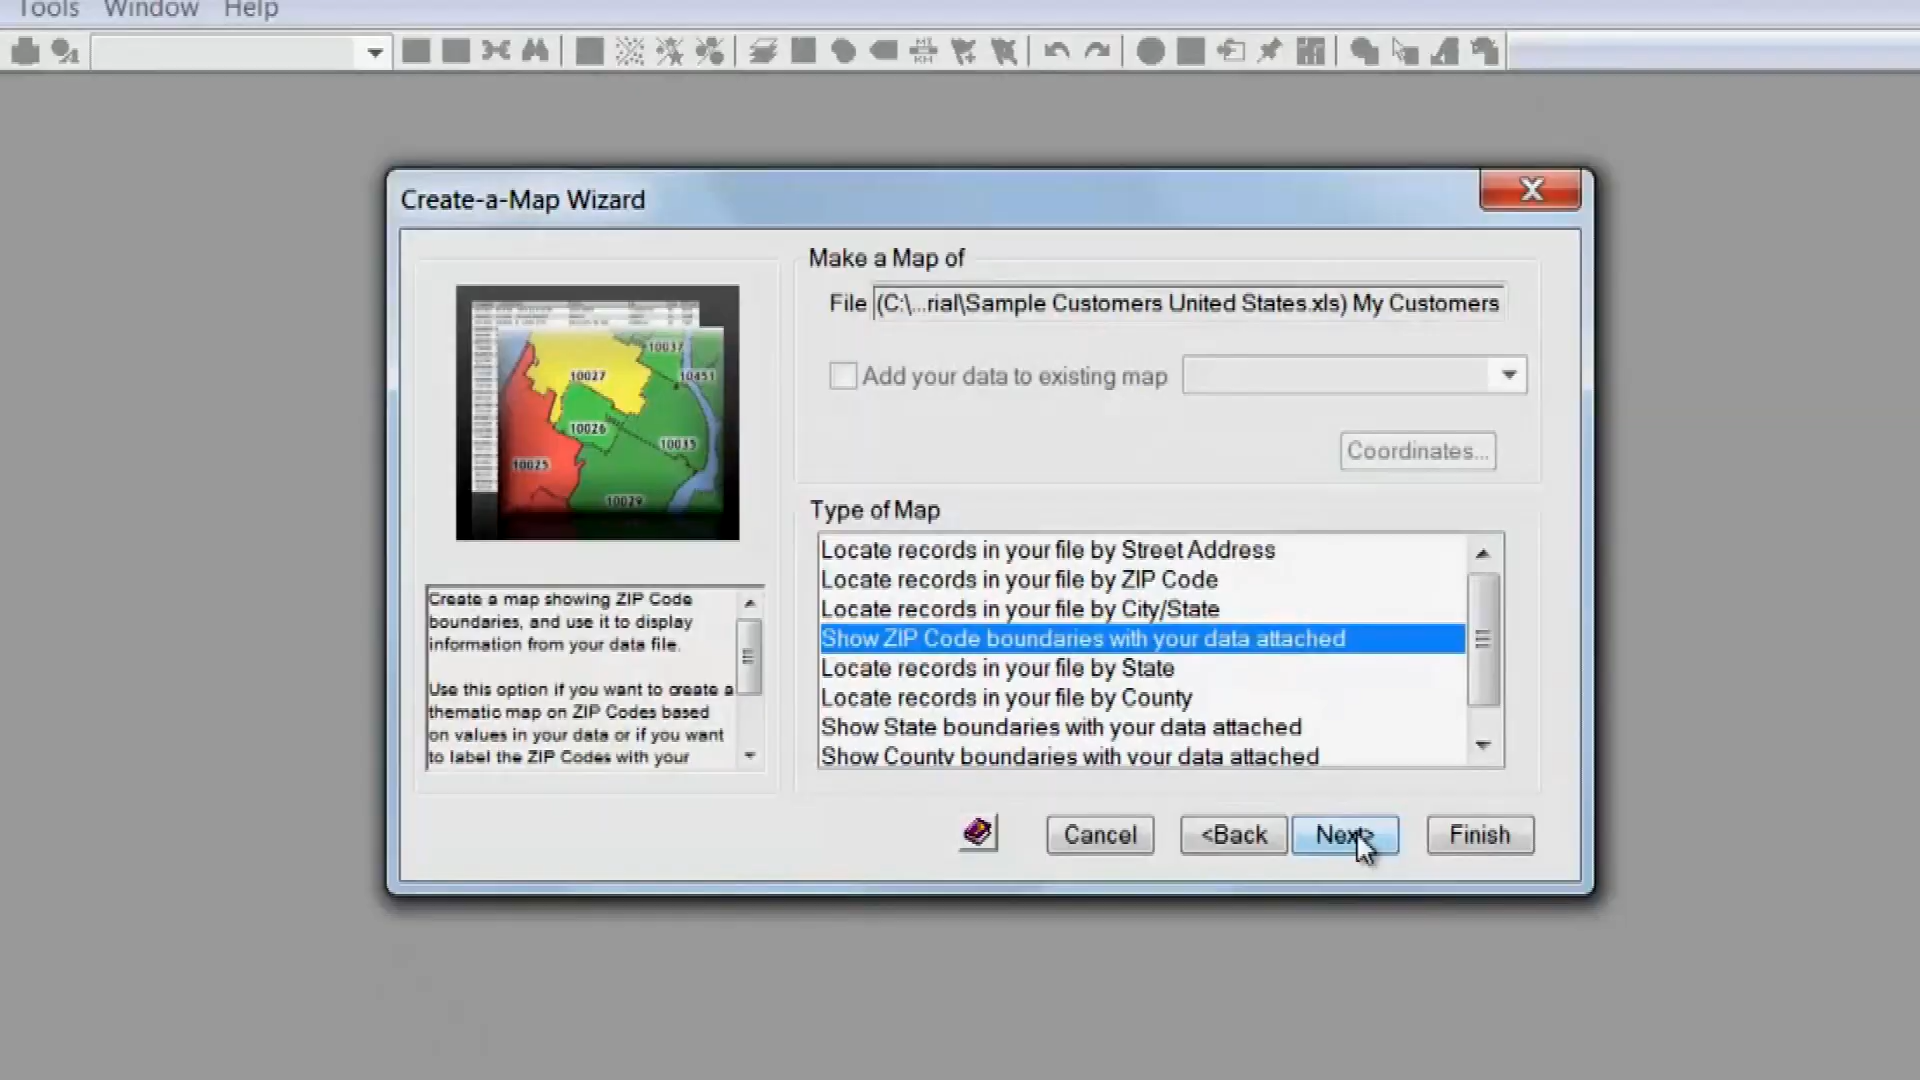 Tools Window Help
MI
KM
Create-a-Map Wizard
Make a Map of
File (C:\...rial\Sample Customers United States.xls) My Customers
Add your data to existing map
Coordinates...
10037
10451
10027
10026
10035
10025
10029
Type of Map
Locate records in your file by Street Address
Locate records in your file by ZIP Code
Locate records in your file by City/State
Show ZIP Code boundaries with your data attached
Locate records in your file by State
Locate records in your file by County
Show State boundaries with your data attached
Show County boundaries with your data attached
Create a map showing ZIP Code
boundaries, and use it to display
information from your data file.
Use this option if you want to create a
thematic map on ZIP Codes based
on values in your data or if you want
to label the ZIP Codes with your
Cancel <Back Next> Finish